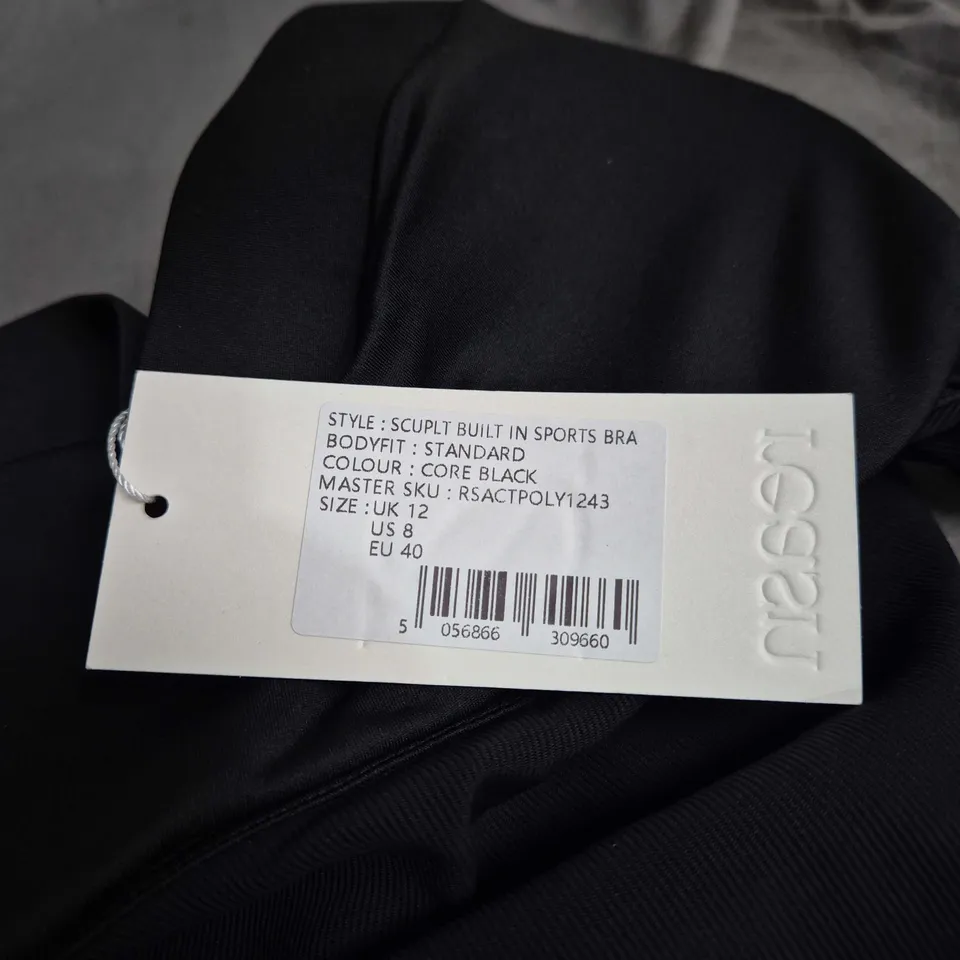 STYLE : SCUPLT BUILT IN SPORTS BRA
BODYFIT : STANDARD
COLOUR : CORE BLACK
MASTER SKU : RSACTPOLY1243
SIZE : UK 12
US 8
EU 40
5 056866 309660